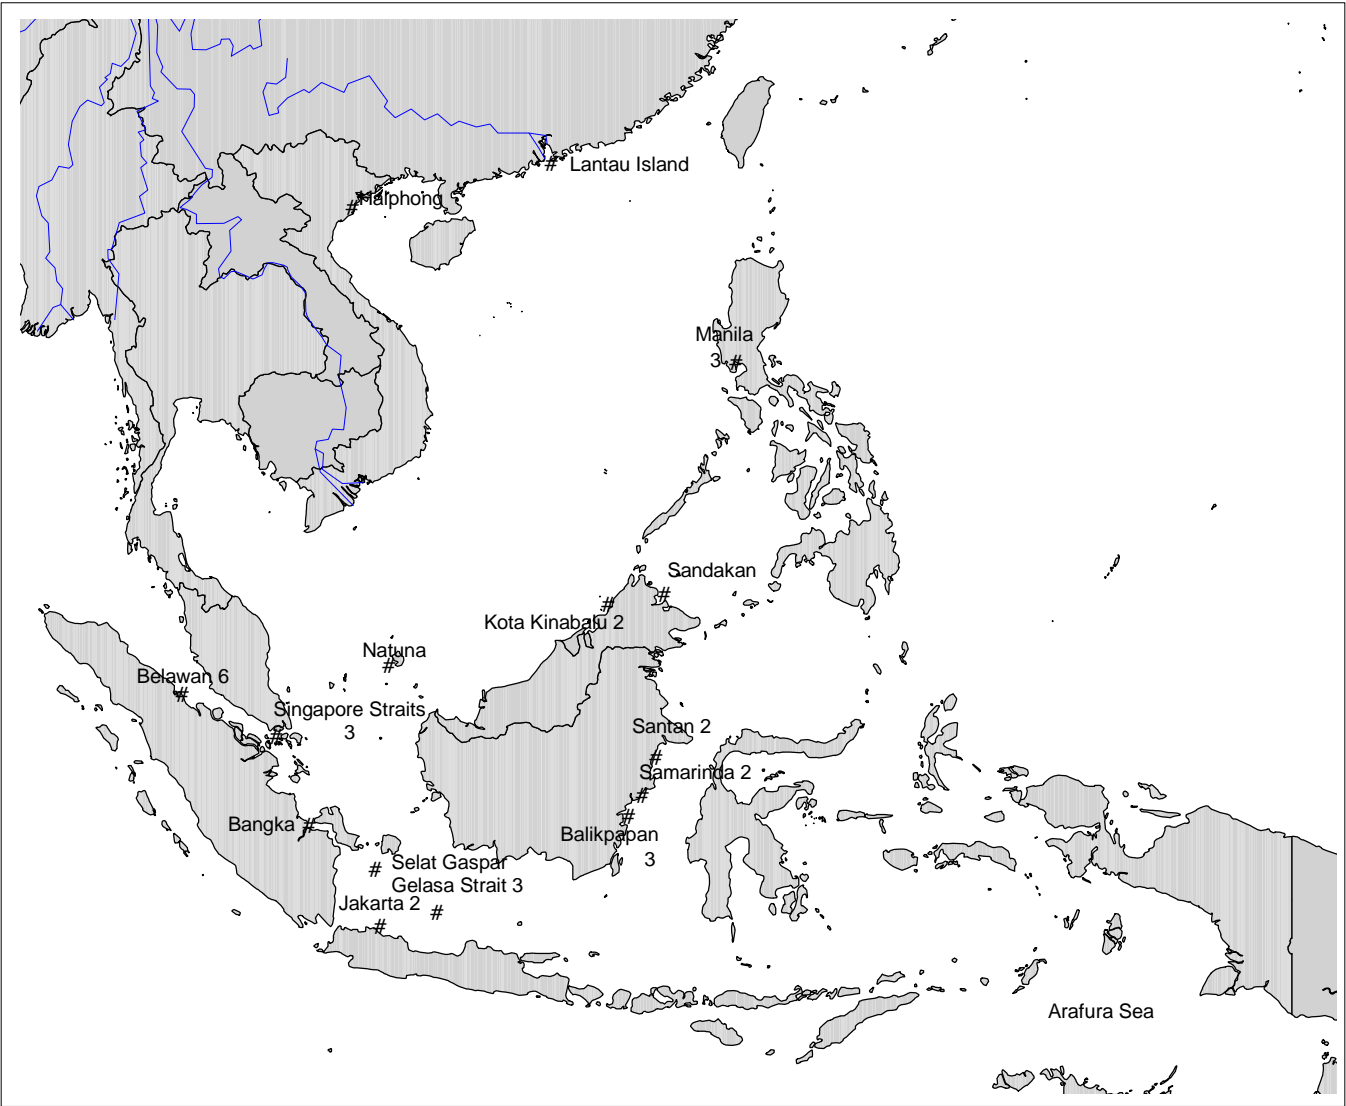 Lantau Island
#
Haiphong
#
Manila
3 #
Sandakan
#
#
Kota Kinabalu 2
Natuna
#
Belawan 6
#
Singapore Straits
# 3
Santan 2
#
Samarinda 2
#
#
Bangka #
Balikpapan
3
Selat Gaspar
#
Gelasa Strait 3
Jakarta 2 #
#
Arafura Sea